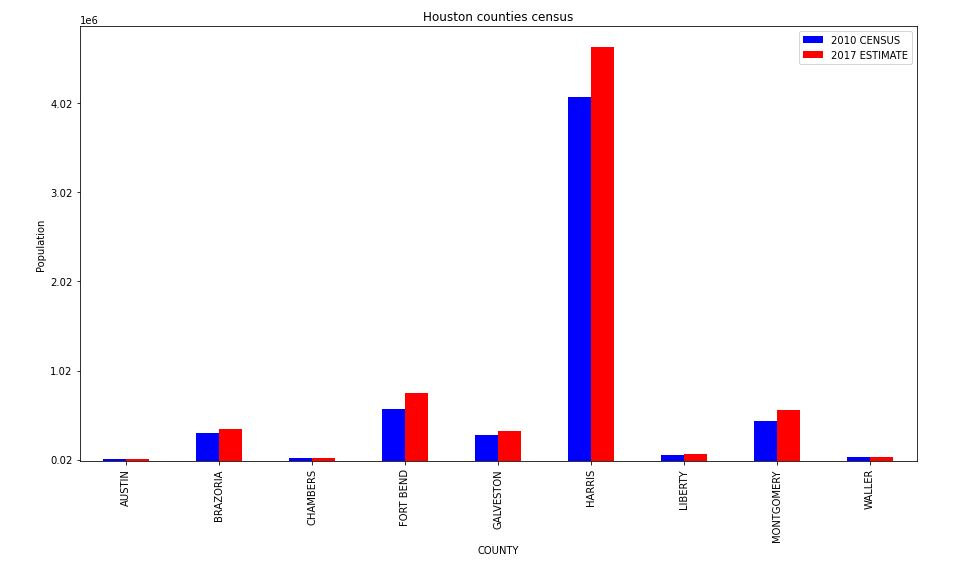 Houston counties census
1e6
2010 CENSUS
2017 ESTIMATE
4.02
3.02
2.02
1.02
0.02
Population
AUSTIN
BRAZORIA
CHAMBERS
FORT BEND
GALVESTON
HARRIS
LIBERTY
MONTGOMERY
WALLER
COUNTY